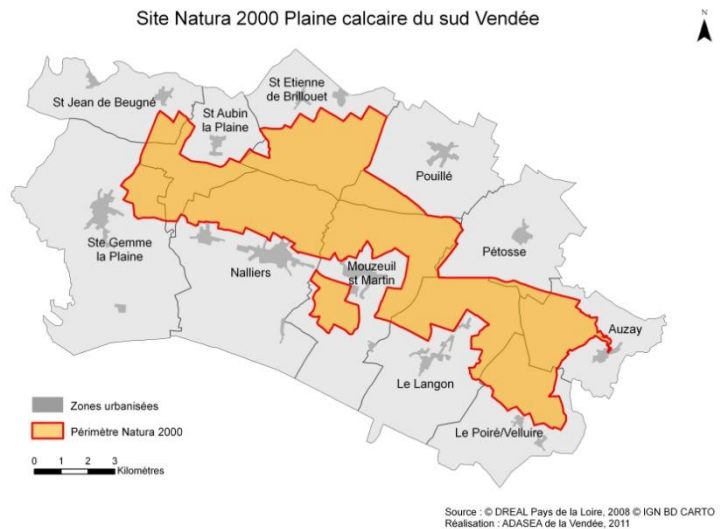 Site Natura 2000 Plaine calcaire du sud Vendée
N
St Etienne
de Brillouet
St Jean de Beugné
St Aubin
la Plaine
Pouillé
Pétosse
Ste Gemme
la Plaine
Nalliers
Mouzeuil
st Martin
Auzay
Le Langon
Le Poiré/Velluire
Zones urbanisées
Périmètre Natura 2000
0 1 2 3
Kilomètres
Source : © DREAL Pays de la Loire, 2008 © IGN BD CARTO
Réalisation : ADASEA de la Vendée, 2011